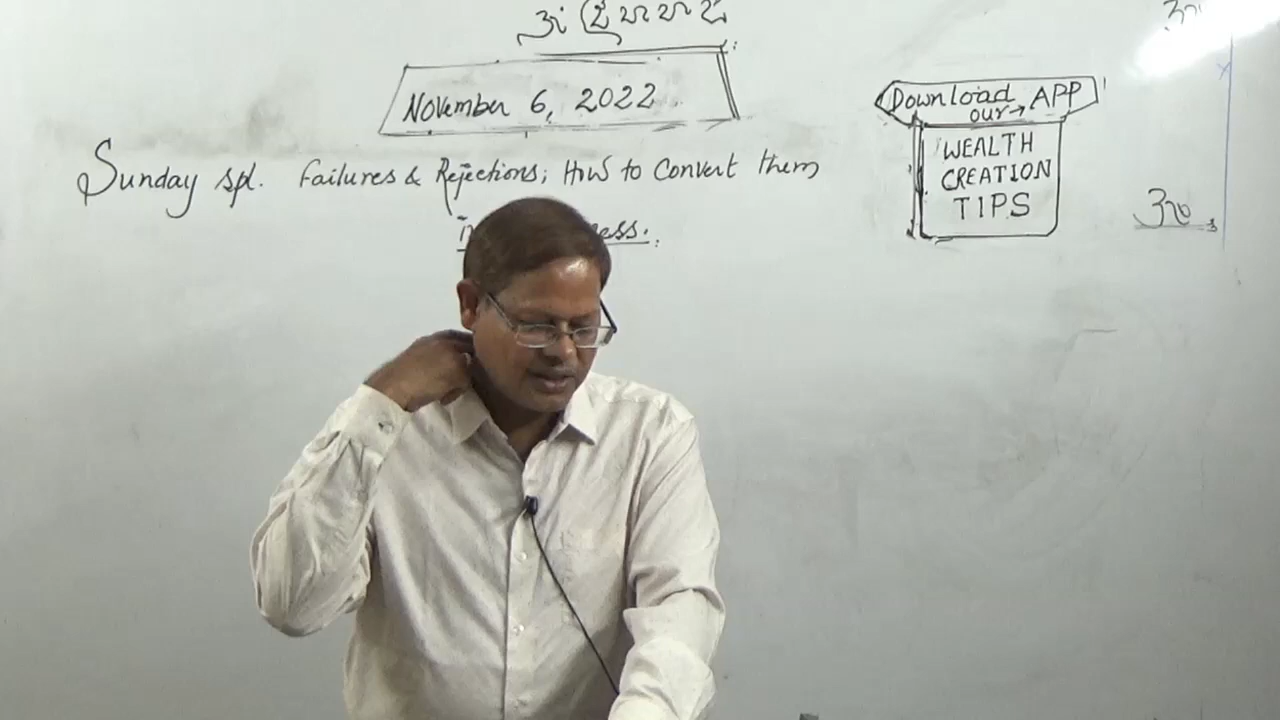 November 6, 2022
Sunday spl. Failures & Rejections; How to Convert them
Download
our → APP
WEALTH
CREATION
TIPS